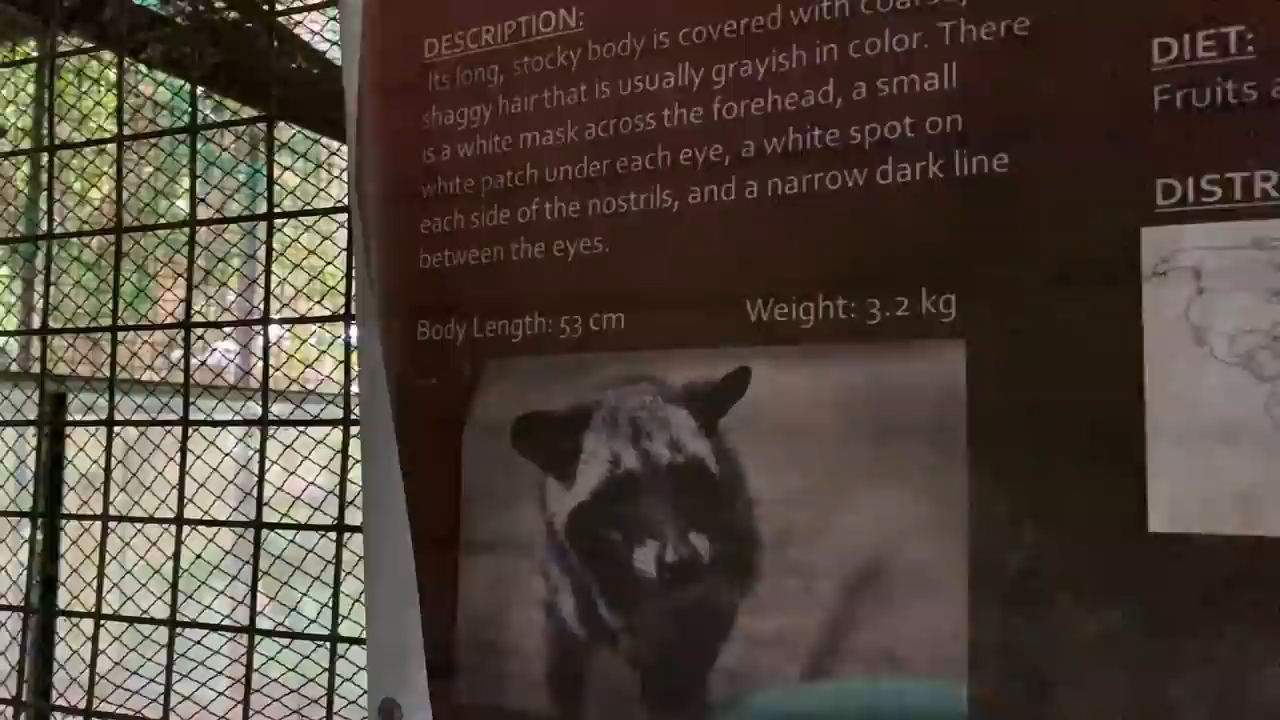 DESCRIPTION:
Its long, stocky body is covered with
shaggy hair that is usually grayish in color. There
is a white mask across the forehead, a small
white patch under each eye, a white spot on
each side of the nostrils, and a narrow dark line
between the eyes.
Body Length: 53 cm
Weight: 3.2 kg
DIET:
Fruits
DISTR